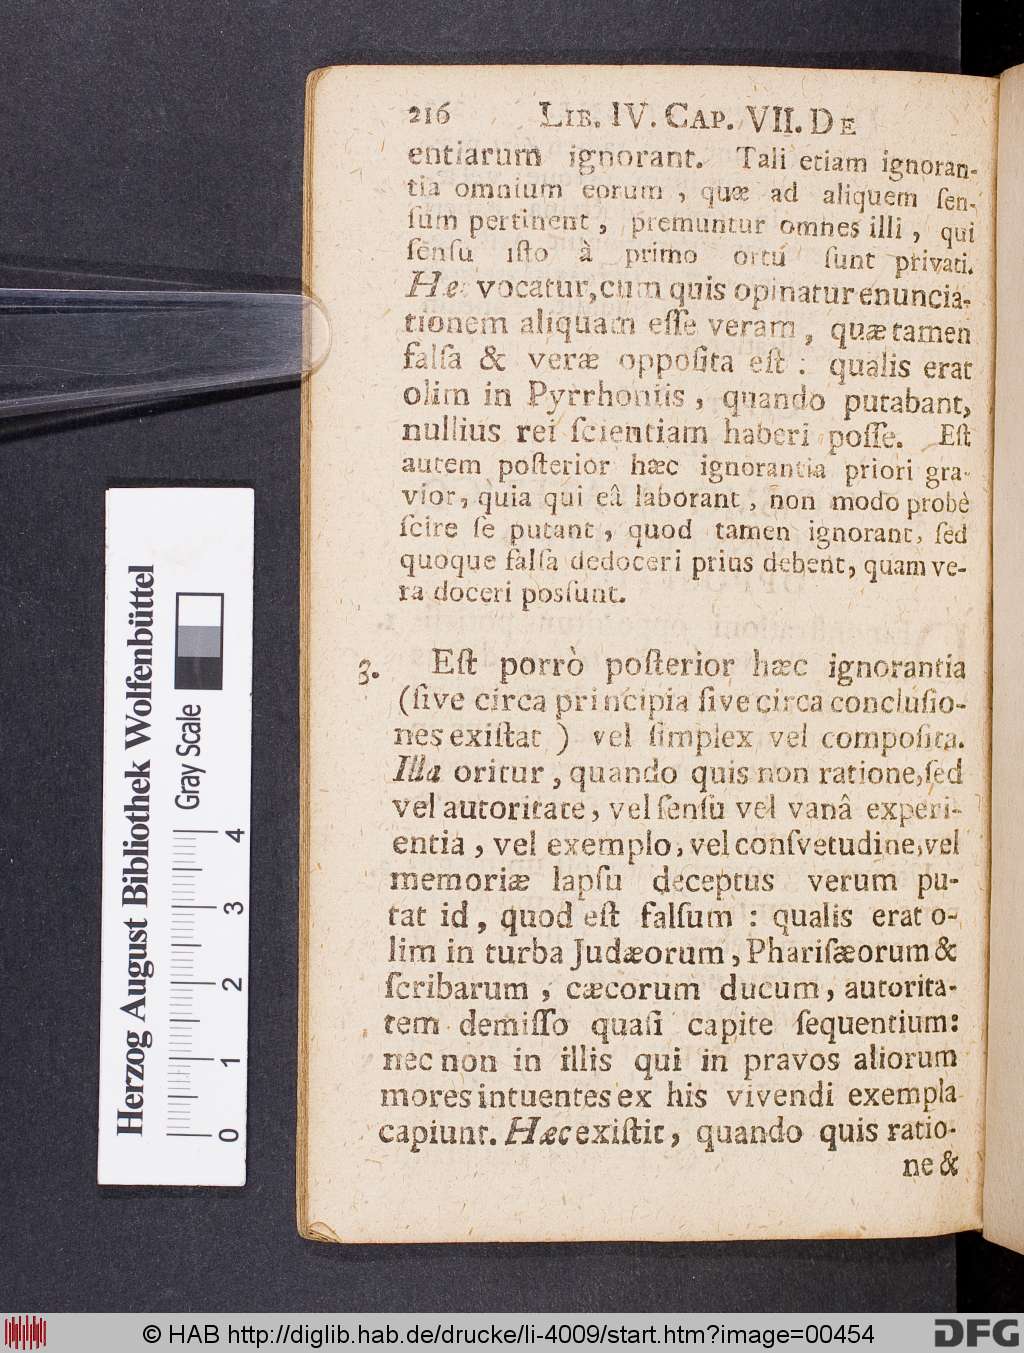 216 LIB. IV. CAP. VII. DE
entiarum ignorant. Tali etiam ignoran-
tia omnium eorum, quæ ad aliquem ſen-
ſum pertinent, premuntur omnes illi, qui
ſenſu iſto à primo ortu ſunt privati.
Hec vocatur, cum quis opinatur enuncia-
tionem aliquam eſſe veram, quæ tamen
falſa & veræ oppoſita eſt: qualis erat
olim in Pyrrhoniis, quando putabant,
nullius rei ſcientiam haberi poſſe. Eſt
autem poſterior hæc ignorantia priori gra-
vior, quia qui eâ laborant, non modo probè
ſcire ſe putant, quod tamen ignorant, ſed
quoque falſa dedoceri prius debent, quam ve-
ra doceri posſunt.
3. Eſt porrò poſterior hæc ignorantia
(ſive circa principia ſive circa concluſio-
nes exiſtat) vel ſimplex vel compoſita.
Illa oritur, quando quis non ratione, ſed
vel autoritate, vel ſenſu vel vanâ experi-
entia, vel exemplo, vel conſvetudine, vel
memoriæ lapſu deceptus verum pu-
tat id, quod eſt falſum: qualis erat o-
lim in turba Judæorum, Phariſæorum &
ſcribarum, cæcorum ducum, autorita-
tem demiſſo quaſi capite ſequentium:
nec non in illis qui in pravos aliorum
mores intuentes ex his vivendi exempla
capiunt. Hæc exiſtit, quando quis ratio-
ne &
Herzog August Bibliothek Wolfenbüttel
Gray Scale
0 1 2 3 4
© HAB http://diglib.hab.de/drucke/li-4009/start.htm?image=00454
DFG